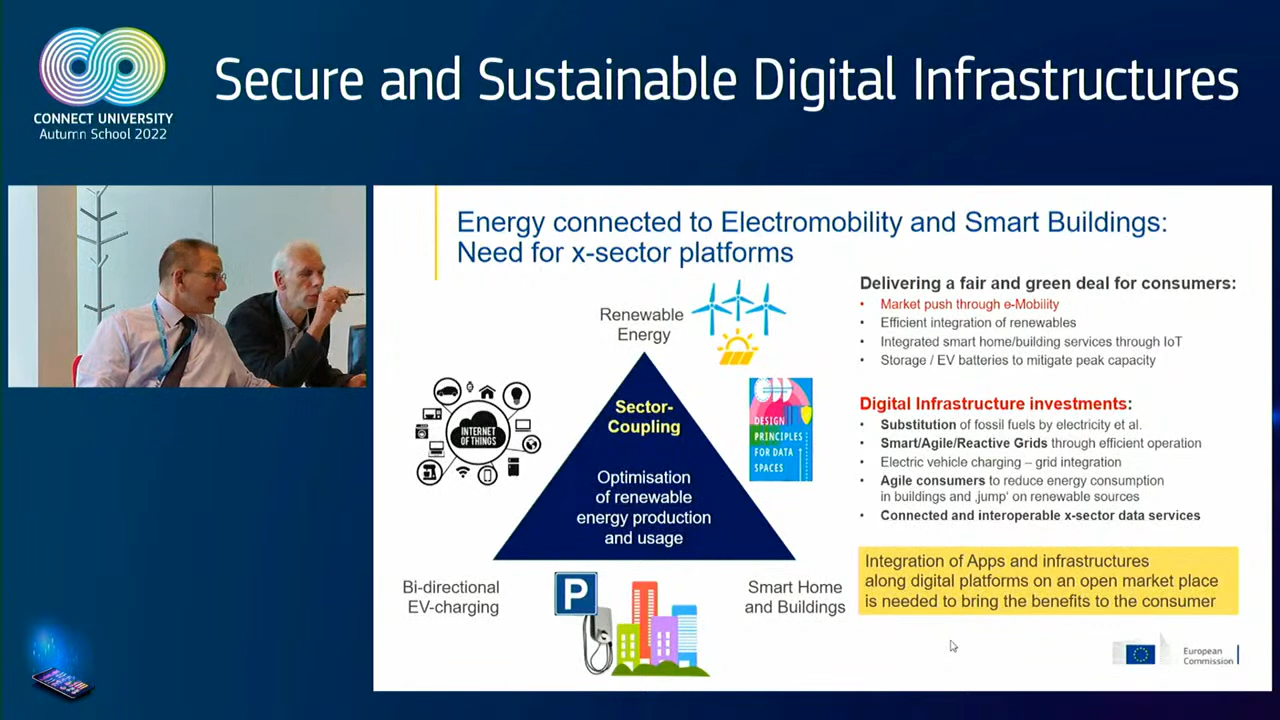 CONNECT UNIVERSITY
Autumn School 2022
Secure and Sustainable Digital Infrastructures
Energy connected to Electromobility and Smart Buildings:
Need for x-sector platforms
Renewable
Energy
INTERNET
OF THINGS
Sector-
Coupling
Optimisation
of renewable
energy production
and usage
DESIGN
PRINCIPLES
FOR DATA
SPACES
Bi-directional
EV-charging
P
Smart Home
and Buildings
Delivering a fair and green deal for consumers:
• Market push through e-Mobility
• Efficient integration of renewables
• Integrated smart home/building services through IoT
• Storage / EV batteries to mitigate peak capacity
Digital Infrastructure investments:
• Substitution of fossil fuels by electricity et al.
• Smart/Agile/Reactive Grids through efficient operation
• Electric vehicle charging – grid integration
• Agile consumers to reduce energy consumption
in buildings and ‚jump‘ on renewable sources
• Connected and interoperable x-sector data services
Integration of Apps and infrastructures
along digital platforms on an open market place
is needed to bring the benefits to the consumer
European
Commission